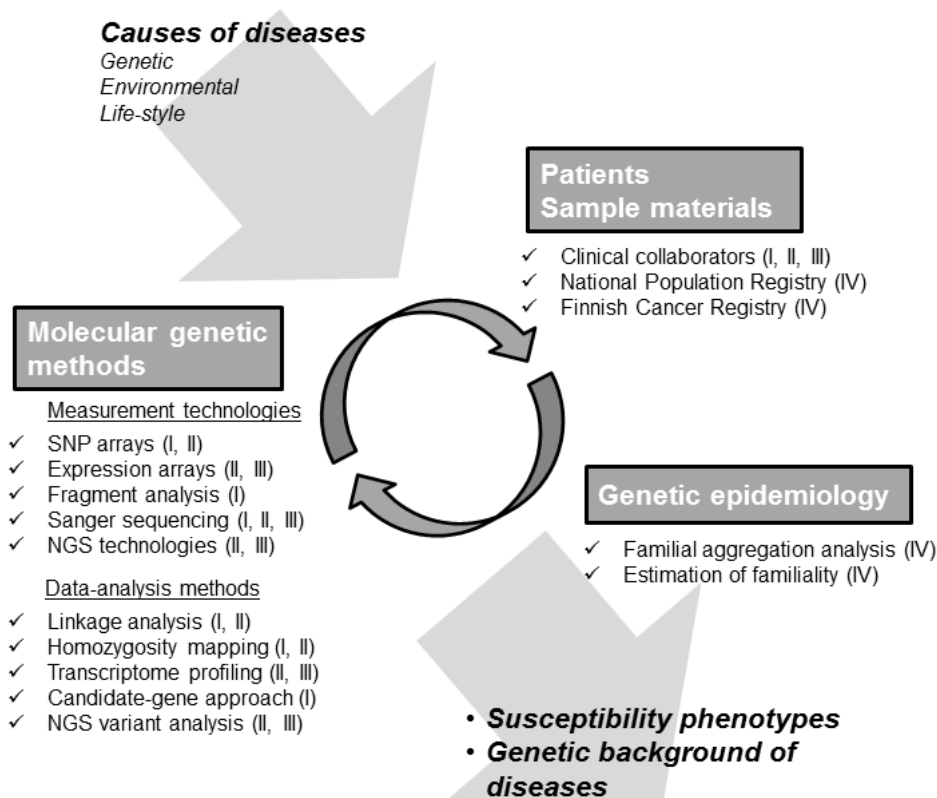 Causes of diseases
Genetic
Environmental
Life-style
Patients
Sample materials
✓ Clinical collaborators (I, II, III)
✓ National Population Registry (IV)
✓ Finnish Cancer Registry (IV)
Molecular genetic
methods
Measurement technologies
✓ SNP arrays (I, II)
✓ Expression arrays (II, III)
✓ Fragment analysis (I)
✓ Sanger sequencing (I, II, III)
✓ NGS technologies (II, III)
Data-analysis methods
✓ Linkage analysis (I, II)
✓ Homozygosity mapping (I, II)
✓ Transcriptome profiling (II, III)
✓ Candidate-gene approach (I)
✓ NGS variant analysis (II, III)
Genetic epidemiology
✓ Familial aggregation analysis (IV)
✓ Estimation of familiality (IV)
• Susceptibility phenotypes
• Genetic background of
diseases